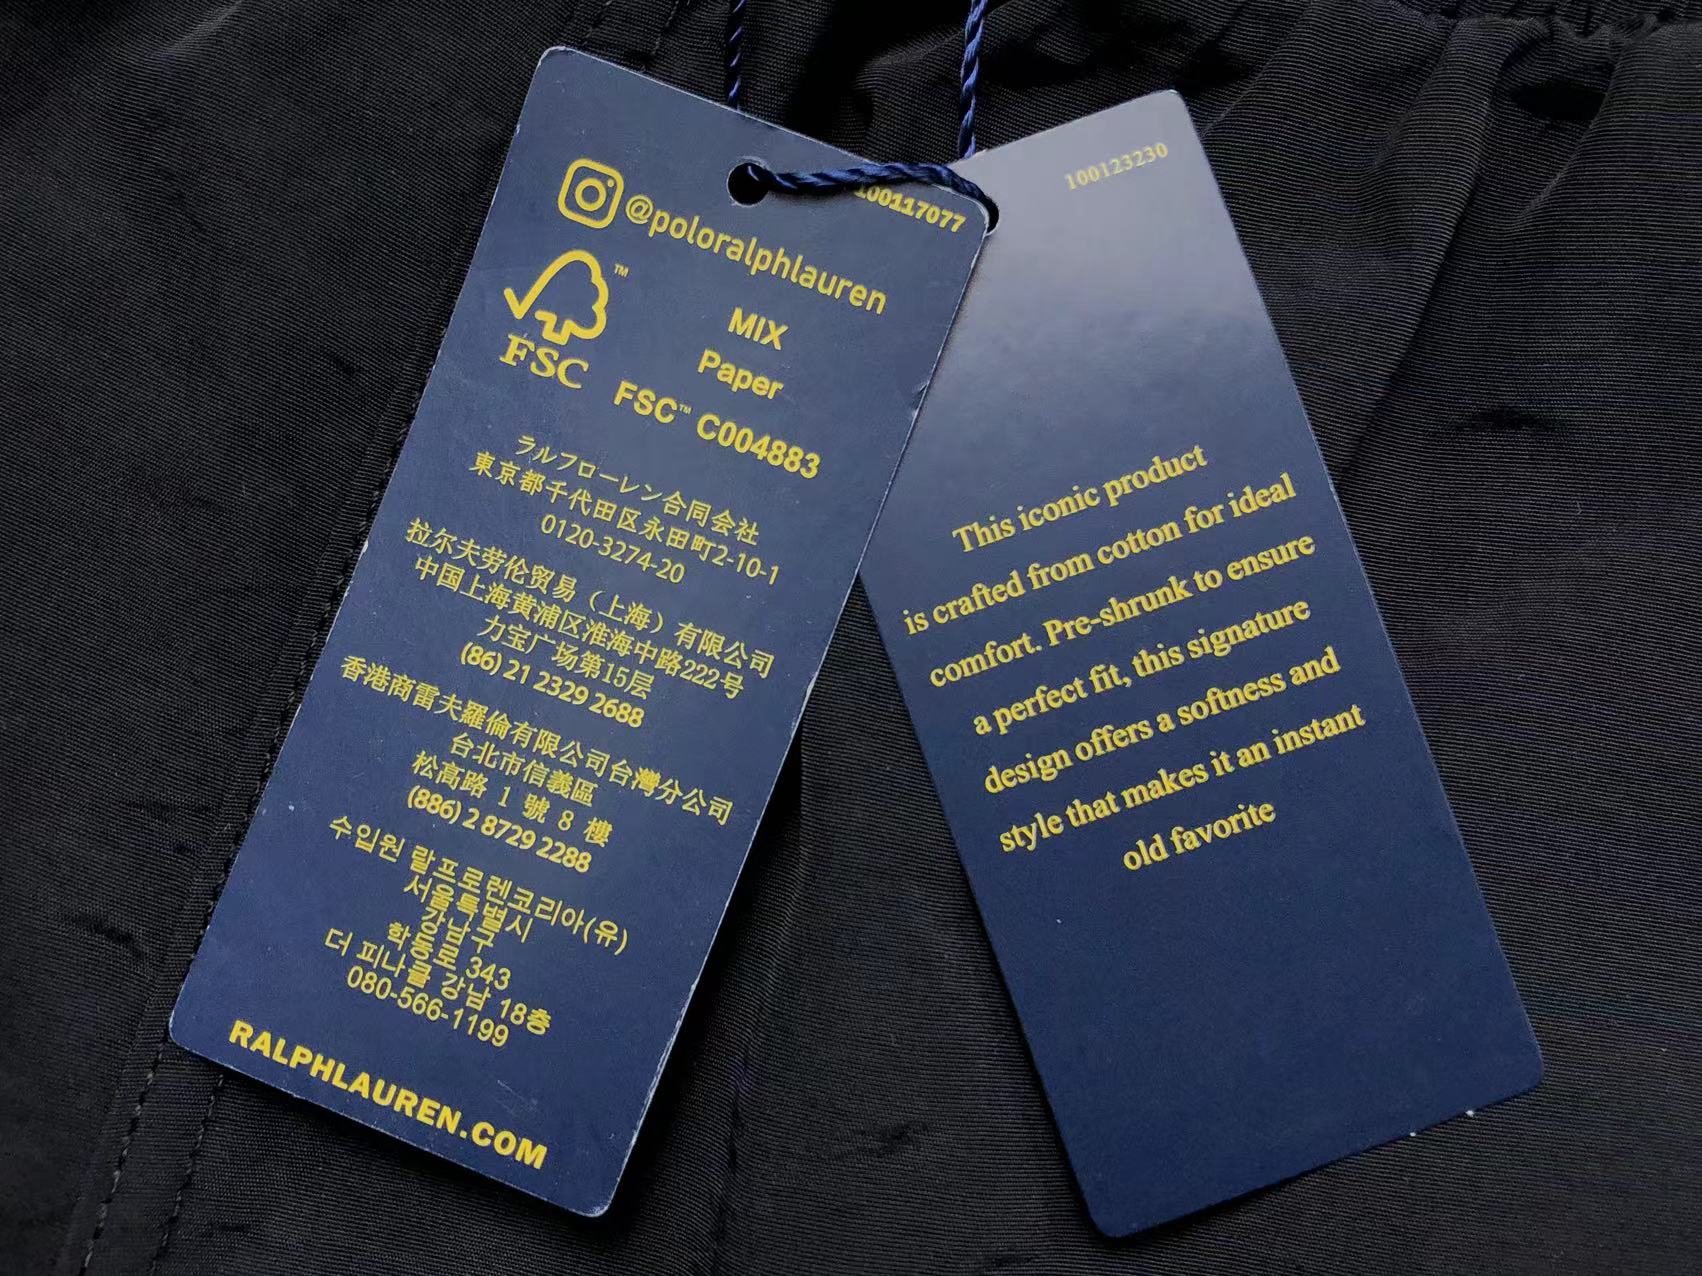 @poloralphlauren
100117077
™
FSC
MIX
Paper
FSC™ C004883
ラルフローレン合同会社
東京都千代田区永田町2-10-1
0120-3274-20
拉尔夫劳伦贸易（上海）有限公司
中国上海黄浦区淮海中路222号
力宝广场第15层
(86) 21 2329 2688
香港商雷夫羅倫有限公司台灣分公司
台北市信義區
松高路 1 號 8 樓
(886) 2 8729 2288
수입원 랄프로렌코리아(유)
서울특별시
강남구
학동로 343
더 피나클 강남 18층
080-566-1199
RALPHLAUREN.COM
100123230
This iconic product
is crafted from cotton for ideal
comfort. Pre-shrunk to ensure
a perfect fit, this signature
design offers a softness and
style that makes it an instant
old favorite